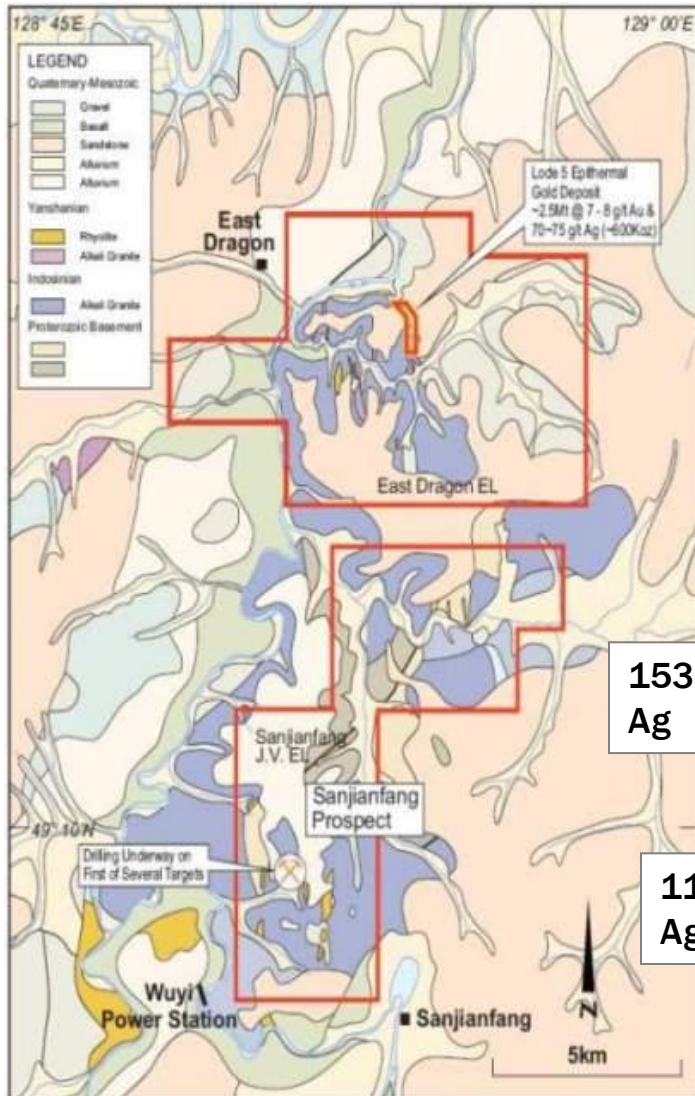 128° 45'E
129° 00'E
LEGEND
Quaternary-Mesozoic
Gravel
Basalt
Sandstone
Alluvium
Alluvium
Yanshanian
Rhyolite
Alkali Granite
Indosinian
Alkali Granite
Proterozoic Basement
East
Dragon
Lode 5 Epithermal
Gold Deposit
~2.5Mt @ 7 - 8 g/t Au &
70~75 g/t Ag (~600Koz)
East Dragon EL
153
Ag
Sanjianfang
J.V. EL
Sanjianfang
Prospect
49° 10'N
Drilling Underway on
First of Several Targets
11
Ag
Wuyi
Power Station
Sanjianfang
N
5km